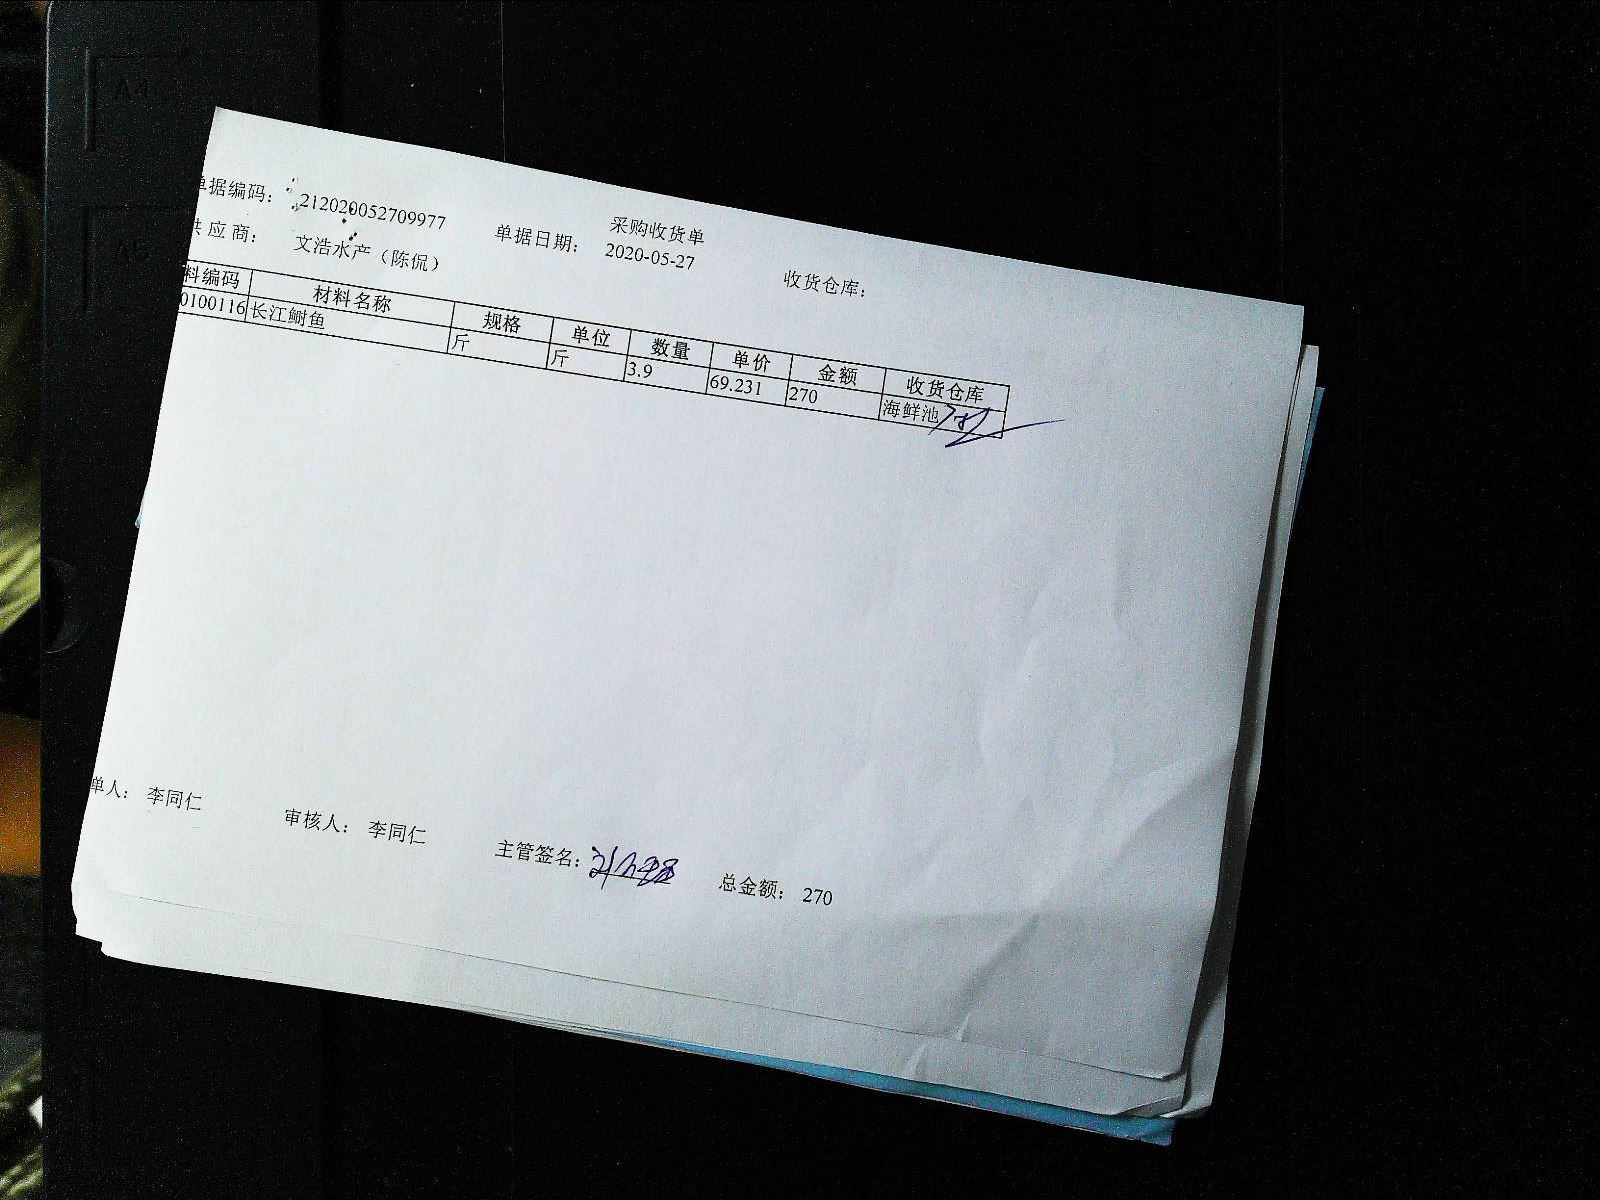 采购收货单
单据编码： 212020052709977 单据日期： 2020-05-27 收货仓库：
供应商： 文浩水产（陈侃）
料编码 材料名称 规格 单位 数量 单价 金额 收货仓库
0100116 长江鲥鱼 斤 斤 3.9 69.231 270 海鲜池
单人： 李同仁 审核人： 李同仁 主管签名： 总金额： 270
A4
A5